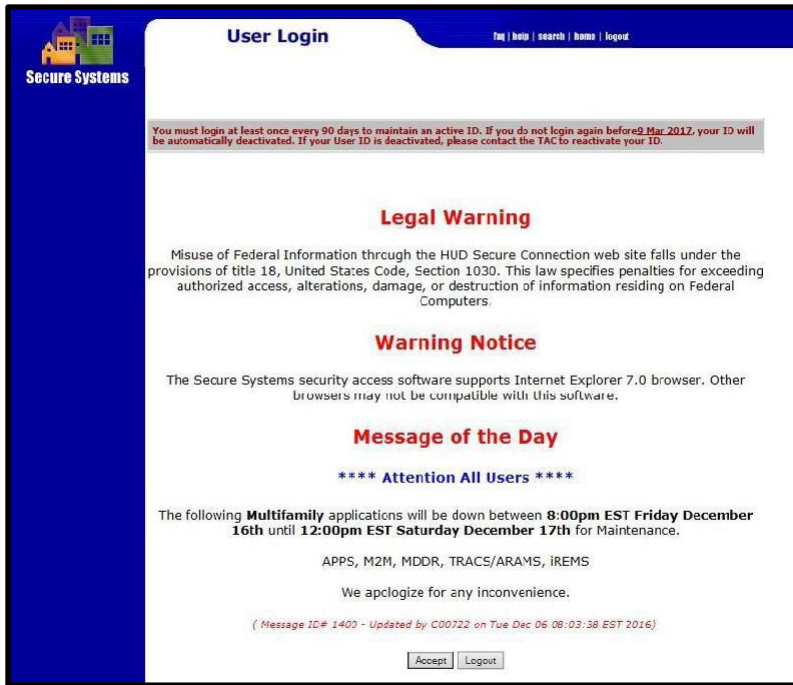 User Login
faq | help | search | home | logout
Secure Systems
You must login at least once every 90 days to maintain an active ID. If you do not login again before9 Mar 2017, your ID will
be automatically deactivated. If your User ID is deactivated, please contact the TAC to reactivate your ID.
Legal Warning
Misuse of Federal Information through the HUD Secure Connection web site falls under the
provisions of title 18, United States Code, Section 1030. This law specifies penalties for exceeding
authorized access, alterations, damage, or destruction of information residing on Federal
Computers.
Warning Notice
The Secure Systems security access software supports Internet Explorer 7.0 browser. Other
browsers may not be compatible with this software.
Message of the Day
**** Attention All Users ****
The following Multifamily applications will be down between 8:00pm EST Friday December
16th until 12:00pm EST Saturday December 17th for Maintenance.
APPS, M2M, MDDR, TRACS/ARAMS, iREMS
We apologize for any inconvenience.
( Message ID# 1400 - Updated by C00722 on Tue Dec 06 08:03:38 EST 2016)
Accept Logout